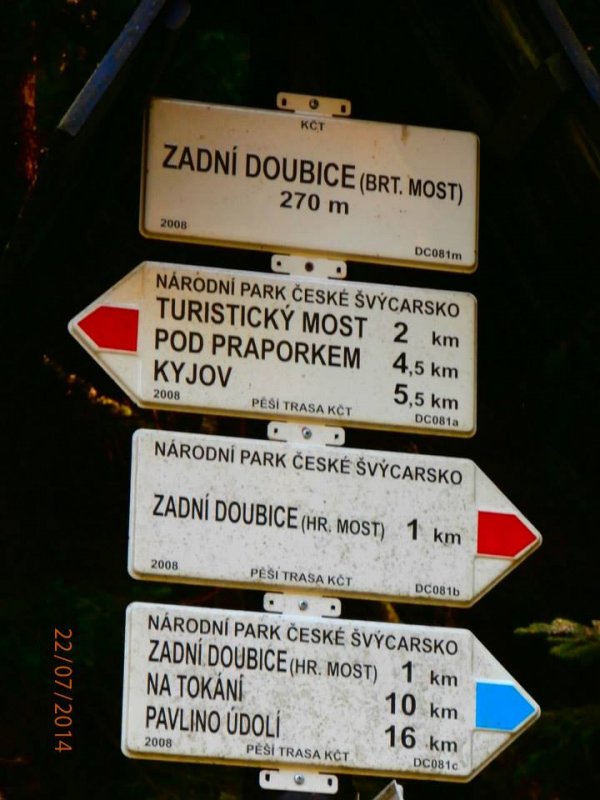 KČT
ZADNÍ DOUBICE (BRT. MOST)
270 m
2008 DC081m
NÁRODNÍ PARK ČESKÉ ŠVÝCARSKO
TURISTICKÝ MOST 2 km
POD PRAPORKEM 4,5 km
KYJOV 5,5 km
2008 PĚŠÍ TRASA KČT DC081a
NÁRODNÍ PARK ČESKÉ ŠVÝCARSKO
ZADNÍ DOUBICE (HR. MOST) 1 km
2008 PĚŠÍ TRASA KČT DC081b
NÁRODNÍ PARK ČESKÉ ŠVÝCARSKO
ZADNÍ DOUBICE (HR. MOST) 1 km
NA TOKÁNÍ 10 km
PAVLINO ÚDOLÍ 16 km
2008 PĚŠÍ TRASA KČT DC081c
22/07/2014